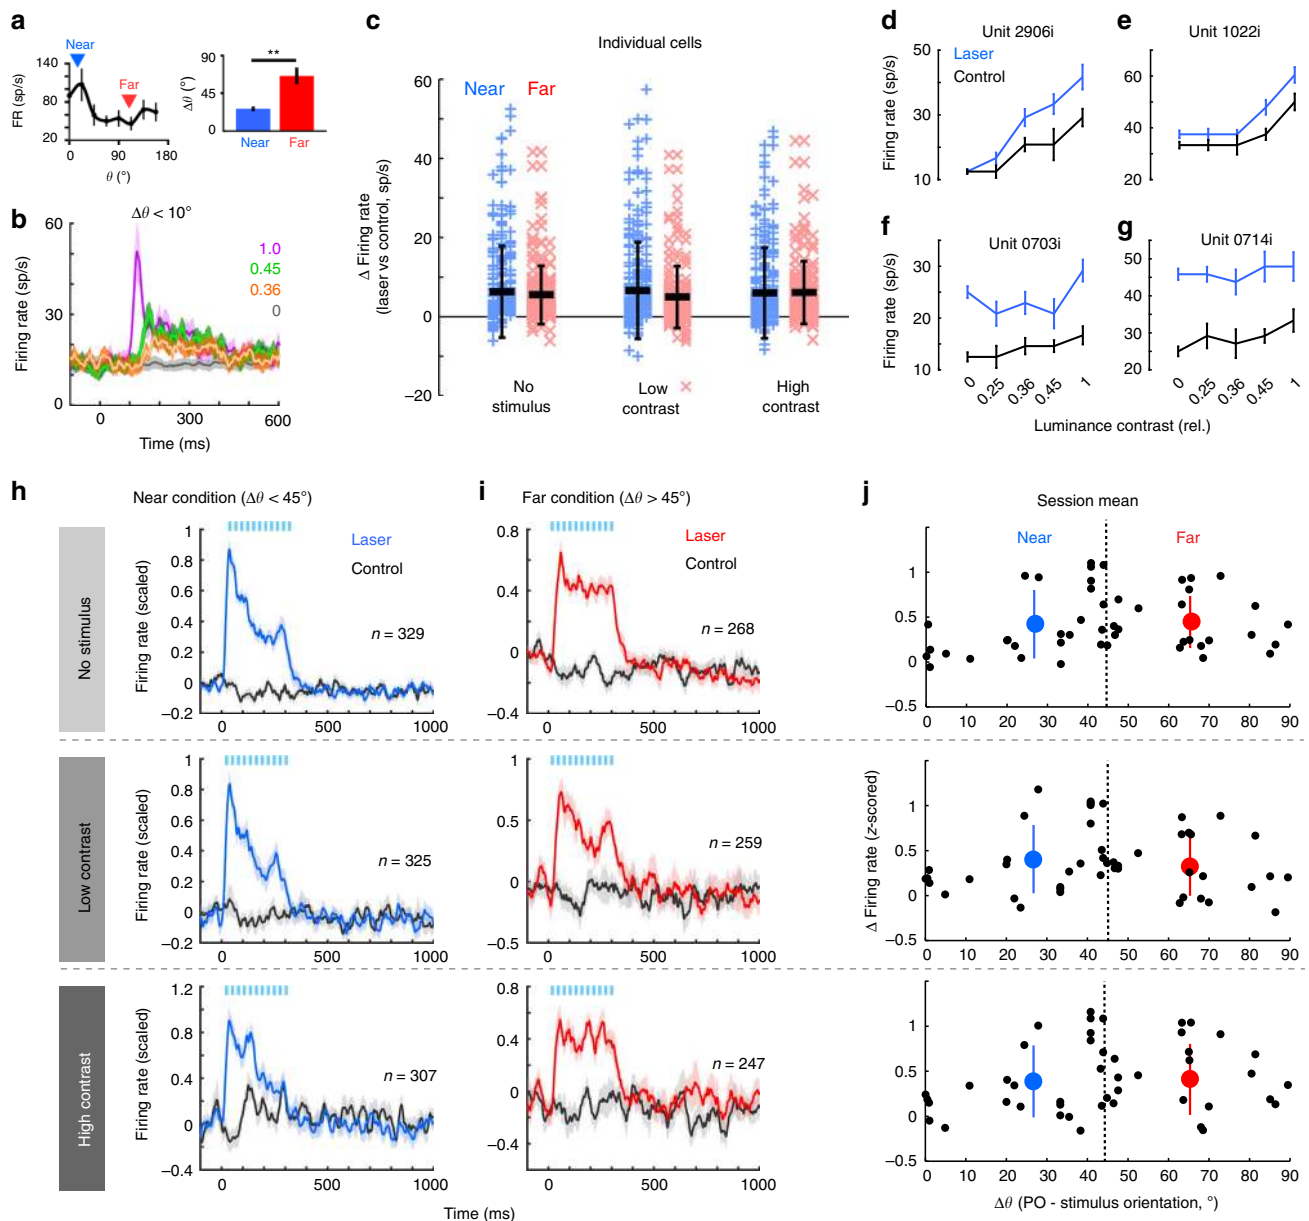 a
Near
Far
FR (sp/s)
140
80
20
0
90
180
θ (°)
**
Δθ (°)
90
45
0
Near
Far
b
Δθ < 10°
Firing rate (sp/s)
60
30
0
1.0
0.45
0.36
0
0
300
600
Time (ms)
c
Individual cells
Near
Far
Δ Firing rate
(laser vs control, sp/s)
60
40
20
0
−20
No
stimulus
Low
contrast
High
contrast
d
Unit 2906i
Laser
Control
Firing rate (sp/s)
50
30
10
e
Unit 1022i
60
40
20
f
Unit 0703i
Firing rate (sp/s)
30
20
10
0
0.25
0.36
0.45
1
g
Unit 0714i
50
40
30
20
0
0.25
0.36
0.45
1
Luminance contrast (rel.)
h
Near condition (Δθ < 45°)
No stimulus
Firing rate (scaled)
1
0.8
0.6
0.4
0.2
0
−0.2
Laser
Control
n = 329
0
500
1000
Low contrast
Firing rate (scaled)
1
0.8
0.6
0.4
0.2
0
−0.2
n = 325
0
500
1000
High contrast
Firing rate (scaled)
1.2
0.8
0.4
0
−0.4
n = 307
0
500
1000
i
Far condition (Δθ > 45°)
0.8
0.4
0
−0.4
Laser
Control
n = 268
0
500
1000
1
0.5
0
−0.5
n = 259
0
500
1000
0.8
0.4
0
−0.4
n = 247
0
500
1000
Time (ms)
j
Session mean
Near
Far
1
0.5
0
−0.5
0 10 20 30 40 50 60 70 80 90
Δ Firing rate (z-scored)
1
0.5
0
−0.5
0 10 20 30 40 50 60 70 80 90
1
0.5
0
−0.5
0 10 20 30 40 50 60 70 80 90
Δθ (PO - stimulus orientation, °)